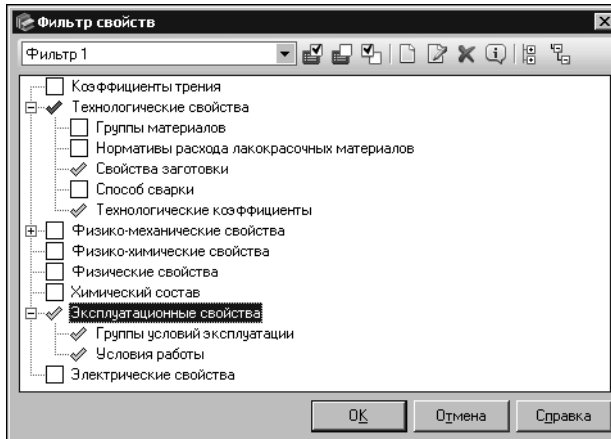 Фильтр свойств
Фильтр 1
Коэффициенты трения
Технологические свойства
Группы материалов
Нормативы расхода лакокрасочных материалов
Свойства заготовки
Способ сварки
Технологические коэффициенты
Физико-механические свойства
Физико-химические свойства
Физические свойства
Химический состав
Эксплуатационные свойства
Группы условий эксплуатации
Условия работы
Электрические свойства
OK Отмена Справка